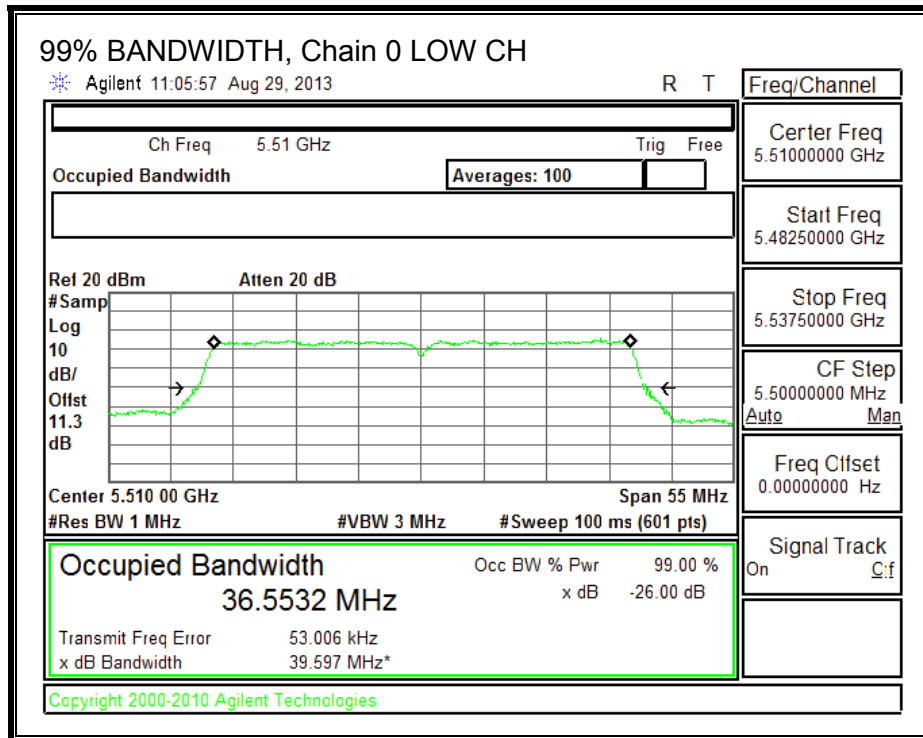 99% BANDWIDTH, Chain 0 LOW CH
Agilent 11:05:57 Aug 29, 2013 R T
Freq/Channel
Ch Freq 5.51 GHz Trig Free
Occupied Bandwidth Averages: 100
Center Freq
5.51000000 GHz
Start Freq
5.48250000 GHz
Stop Freq
5.53750000 GHz
CF Step
5.50000000 MHz
Auto Man
Freq Offset
0.00000000 Hz
Signal Track
On Off
Ref 20 dBm Atten 20 dB
#Samp
Log
10
dB/
Offst
11.3
dB
Center 5.510 00 GHz Span 55 MHz
#Res BW 1 MHz #VBW 3 MHz #Sweep 100 ms (601 pts)
Occupied Bandwidth
36.5532 MHz
Occ BW % Pwr 99.00 %
x dB -26.00 dB
Transmit Freq Error 53.006 kHz
x dB Bandwidth 39.597 MHz*
Copyright 2000-2010 Agilent Technologies